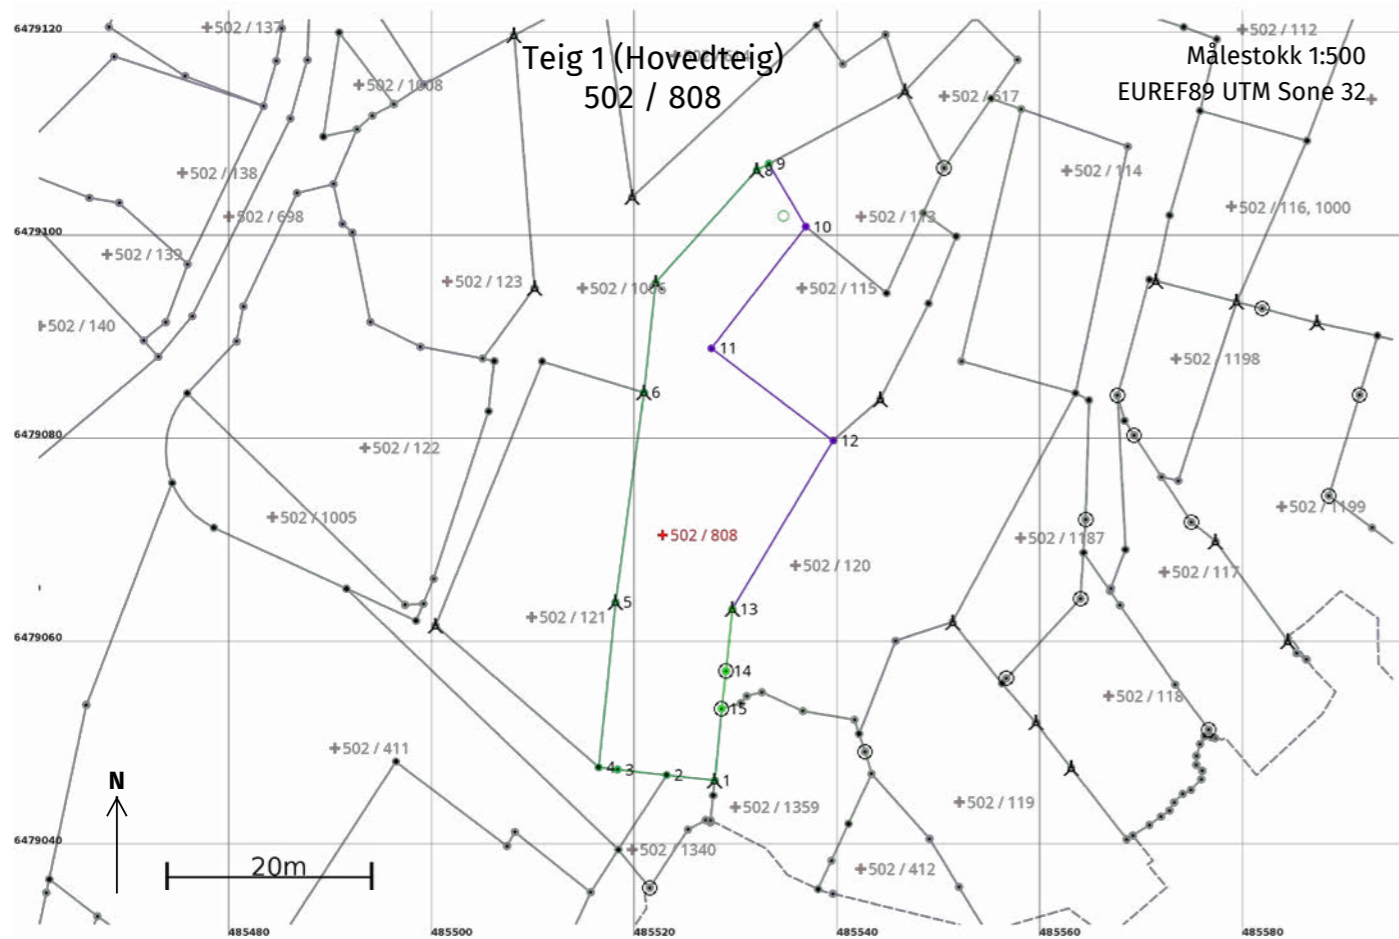 6479120
502 / 137
Teig 1 (Hovedteig)
502 / 808
502 / 112
Målestokk 1:500
EUREF89 UTM Sone 32
502 / 1008
502 / 617
502 / 138
9
8
502 / 114
502 / 698
502 / 113
502 / 116, 1000
10
6479100
502 / 139
502 / 123
502 / 1006
502 / 115
502 / 140
11
502 / 1198
6
6479080
502 / 122
12
502 / 1005
502 / 1199
502 / 808
502 / 1187
502 / 120
502 / 117
5
13
502 / 121
6479060
14
502 / 118
15
502 / 411
4
3
2
1
N
502 / 1359
502 / 119
6479040
502 / 1340
20m
502 / 412
485480
485500
485520
485540
485560
485580